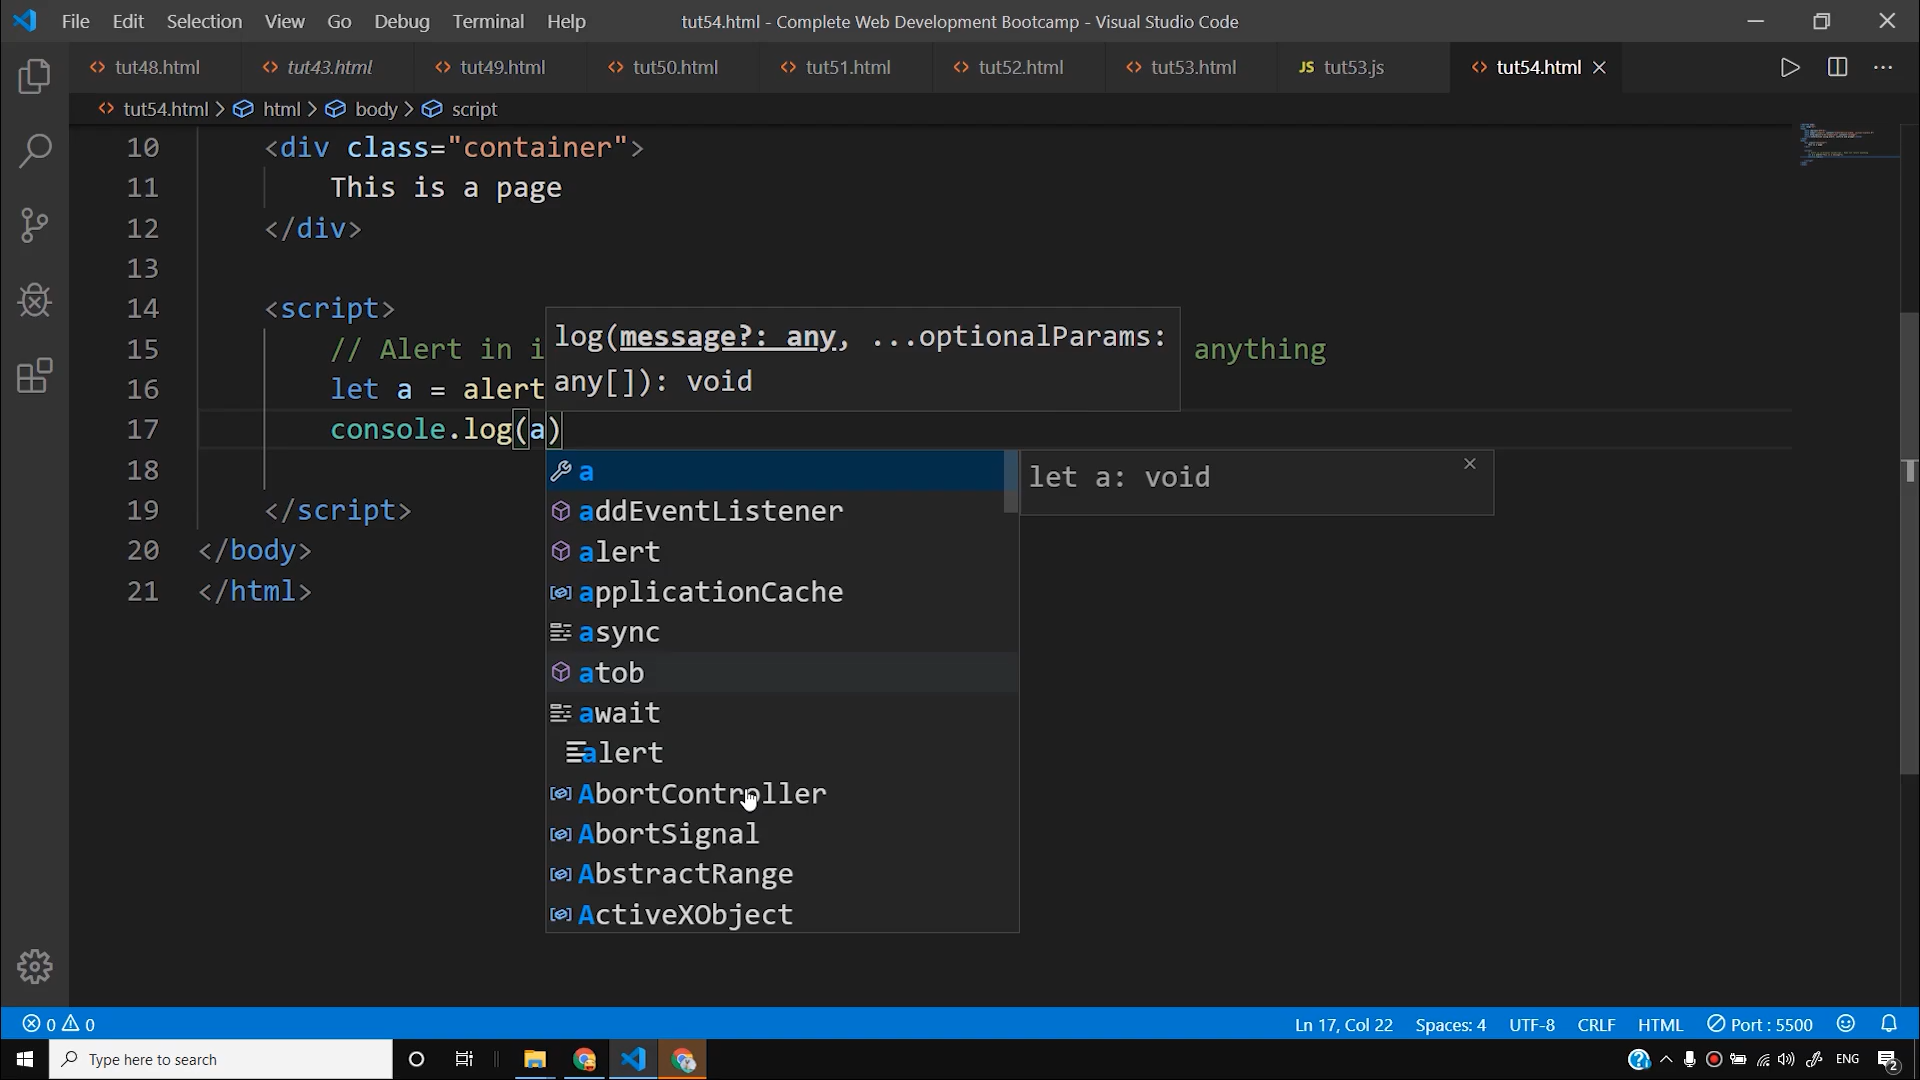 File Edit Selection View Go Debug Terminal Help tut54.html - Complete Web Development Bootcamp - Visual Studio Code
tut48.html tut43.html tut49.html tut50.html tut51.html tut52.html tut53.html JS tut53.js tut54.html
tut54.html > html > body > script
10 <div class="container">
11 This is a page
12 </div>
13
14 <script>
15 // Alert in i anything
16 let a = alert
17 console.log(a)
18
19 </script>
20 </body>
21 </html>
log(message?: any, ...optionalParams:
any[]): void
a
addEventListener
alert
applicationCache
async
atob
await
alert
AbortController
AbortSignal
AbstractRange
ActiveXObject
let a: void
0 0 Ln 17, Col 22 Spaces: 4 UTF-8 CRLF HTML Port : 5500
Type here to search ENG 2